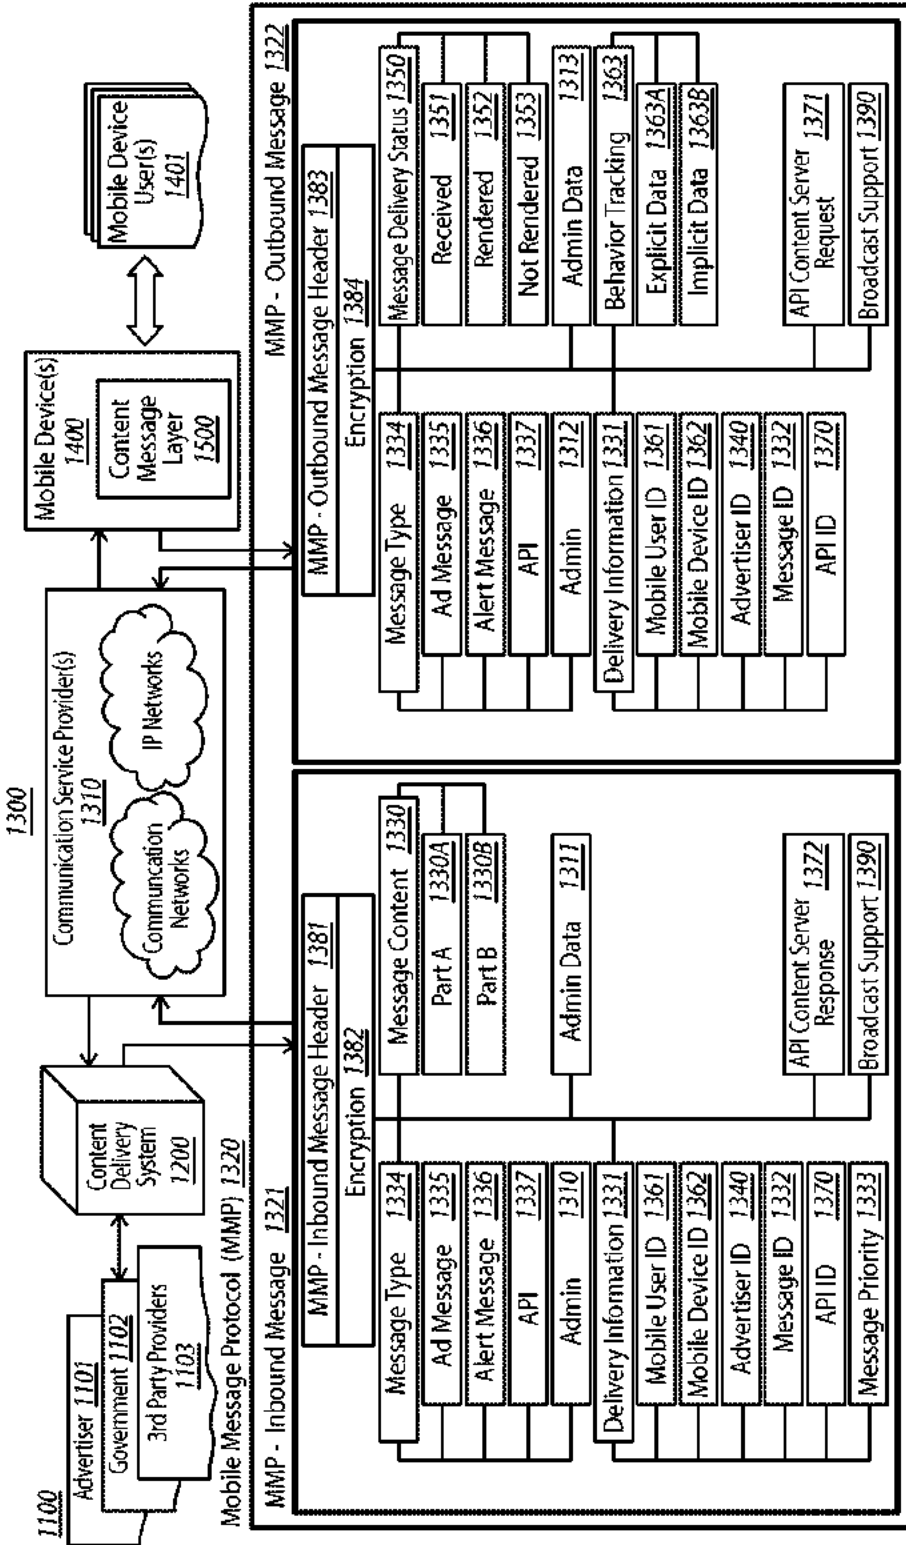 1100
Advertiser 1101
Government 1102
3rd Party Providers
1103
Content
Delivery
System
1200
1300
Communication Service Provider(s)
1310
Communcation
Networks
IP Networks
Mobile Device(s)
1400
Content
Message
Layer
1500
Mobile Device
User(s)
1401
Mobile Message Protocol (MMP) 1320
MMP - Inbound Message 1321
MMP - Inbound Message Header 1381
Encryption 1382
Message Type 1334
Ad Message 1335
Alert Message 1336
API 1337
Admin 1310
Delivery Information 1331
Mobile User ID 1361
Mobile Device ID 1362
Advertiser ID 1340
Message ID 1332
API ID 1370
Message Priority 1333
Message Content 1330
Part A 1330A
Part B 1330B
Admin Data 1311
API Content Server
Response 1372
Broadcast Support 1390
MMP - Outbound Message 1322
MMP - Outbound Message Header 1383
Encryption 1384
Message Type 1334
Ad Message 1335
Alert Message 1336
API 1337
Admin 1312
Delivery Information 1331
Mobile User ID 1361
Mobile Device ID 1362
Advertiser ID 1340
Message ID 1332
API ID 1370
Message Delivery Status 1350
Received 1351
Rendered 1352
Not Rendered 1353
Admin Data 1313
Behavior Tracking 1363
Explicit Data 1363A
Implicit Data 1363B
API Content Server
Request 1371
Broadcast Support 1390